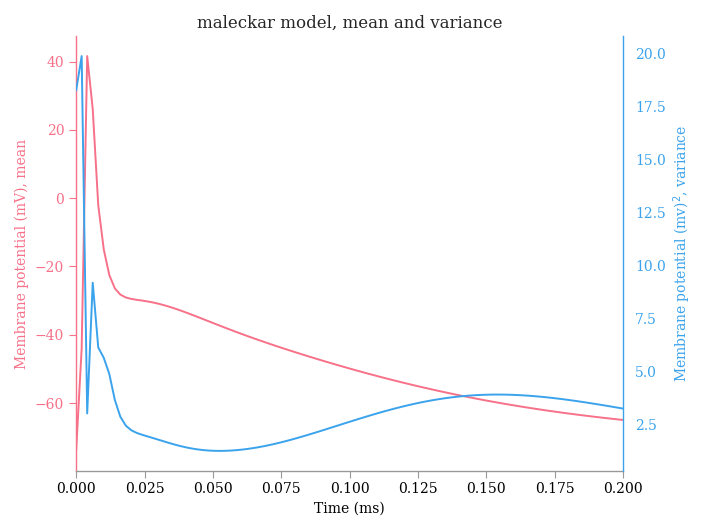 maleckar model, mean and variance
Membrane potential (mV), mean
40
20
0
−20
−40
−60
20.0
17.5
15.0
12.5
10.0
7.5
5.0
2.5
Membrane potential (mv)², variance
0.000 0.025 0.050 0.075 0.100 0.125 0.150 0.175 0.200
Time (ms)